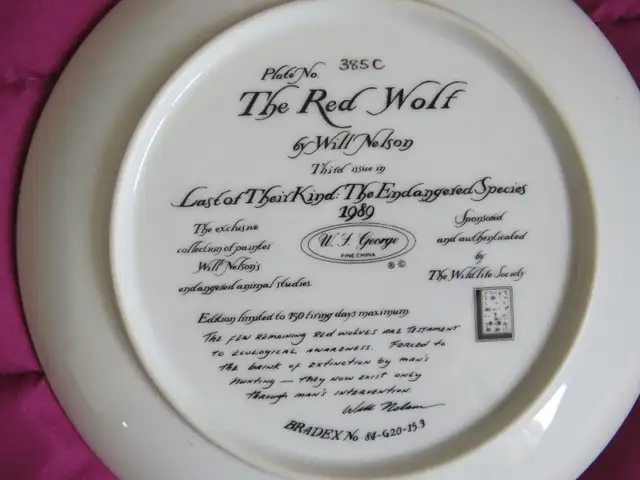 Plate No. 385C
The Red Wolf
by Will Nelson
Third issue in
Last of Their Kind: The Endangered Species
1989
The exclusive
collection of painter
Will Nelson's
endangered animal studies.
W. S. George
FINE CHINA
® ©
Sponsored
and authenticated
by
The Wildlife Society
Edition limited to 150 firing days maximum
The few remaining red wolves are testament
to ecological awareness. Forced to
the brink of extinction by man's
hunting — they now exist only
through man's intervention.
Will Nelson
BRADEX No. 84-G20-15.3